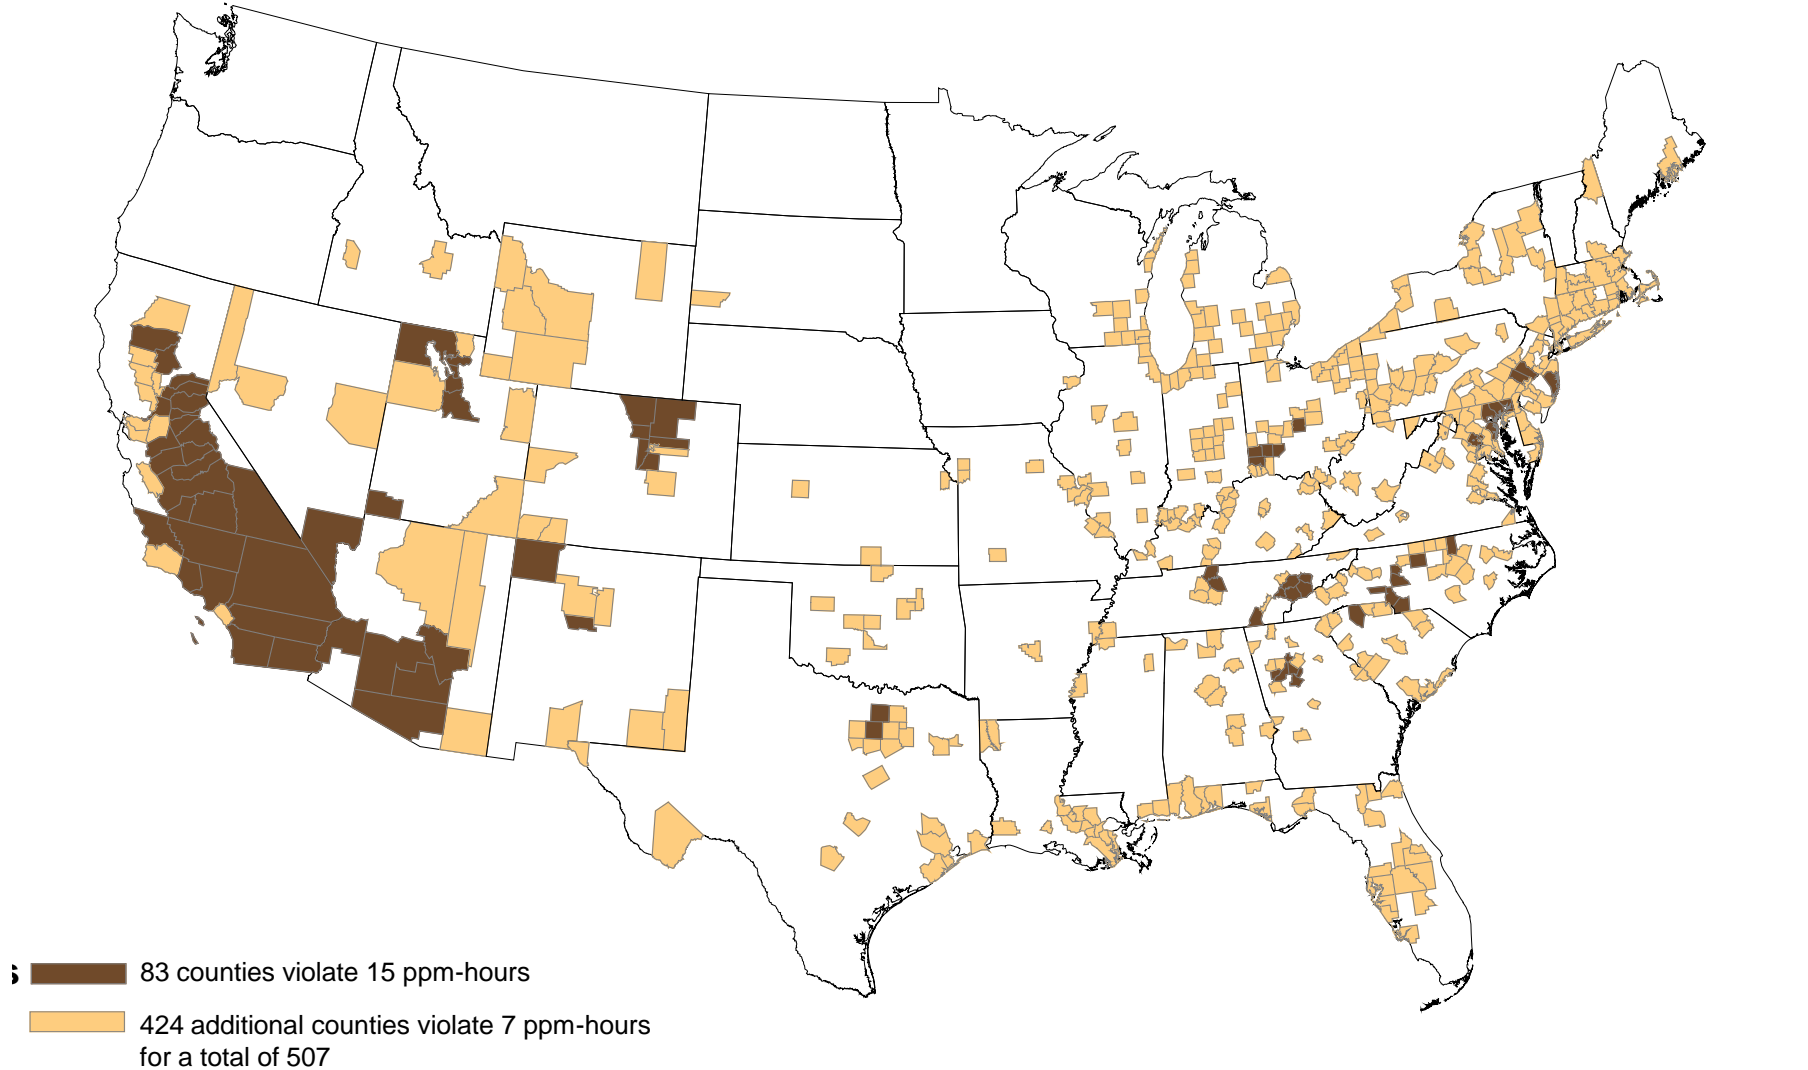 s 83 counties violate 15 ppm-hours
424 additional counties violate 7 ppm-hours
for a total of 507